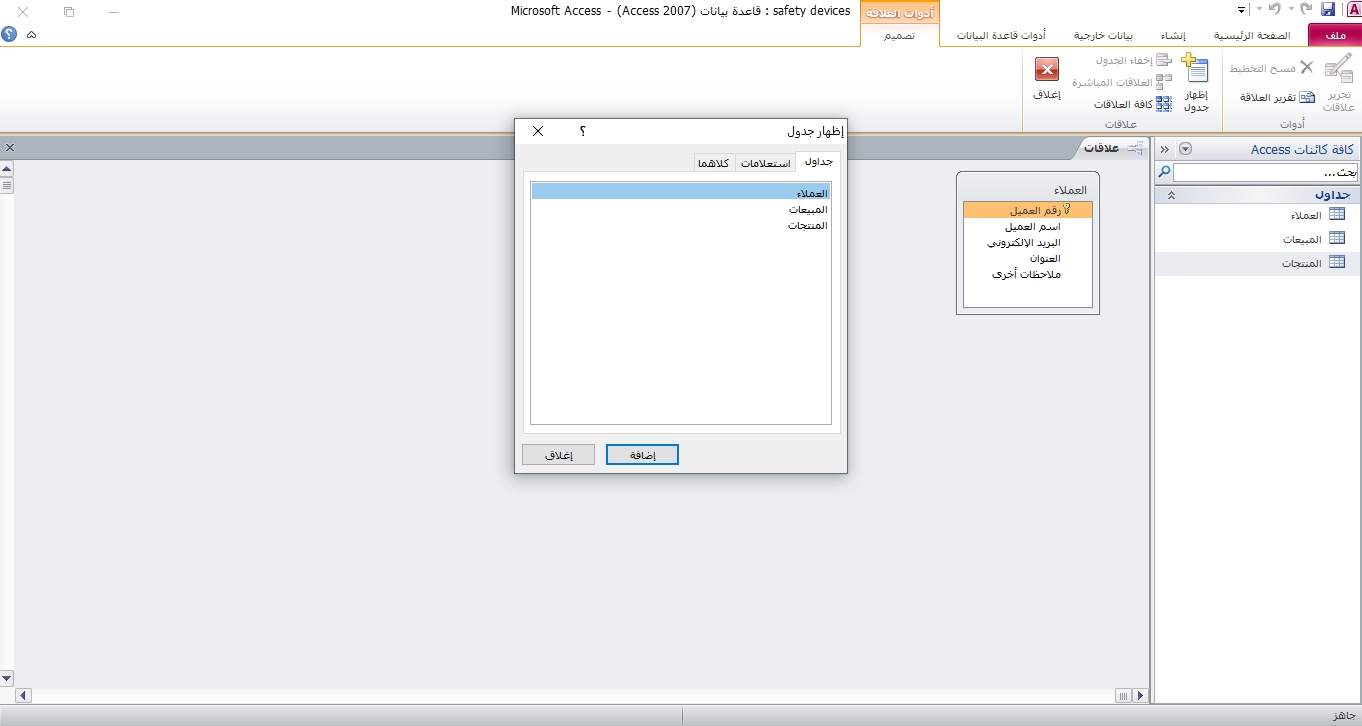 أدوات العلاقة
Microsoft Access - (Access 2007) قاعدة بيانات : safety devices
ملف
الصفحة الرئيسية
إنشاء
بيانات خارجية
أدوات قاعدة البيانات
تصميم
تحرير علاقات
مسح التخطيط
تقرير العلاقة
أدوات
إظهار جدول
إخفاء الجدول
العلاقات المباشرة
كافة العلاقات
علاقات
إغلاق
كافة كائنات Access
بحث...
جداول
العملاء
المبيعات
المنتجات
علاقات
العملاء
رقم العميل
اسم العميل
البريد الإلكتروني
العنوان
ملاحظات أخرى
إظهار جدول
؟
جداول
استعلامات
كلاهما
العملاء
المبيعات
المنتجات
إضافة
إغلاق
جاهز